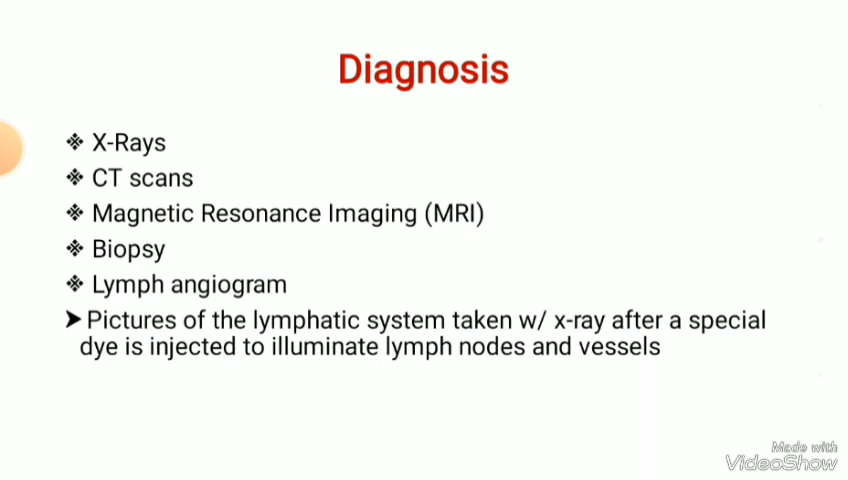 Diagnosis
❖ X-Rays
❖ CT scans
❖ Magnetic Resonance Imaging (MRI)
❖ Biopsy
❖ Lymph angiogram
➤ Pictures of the lymphatic system taken w/ x-ray after a special
dye is injected to illuminate lymph nodes and vessels
Made with
VideoShow